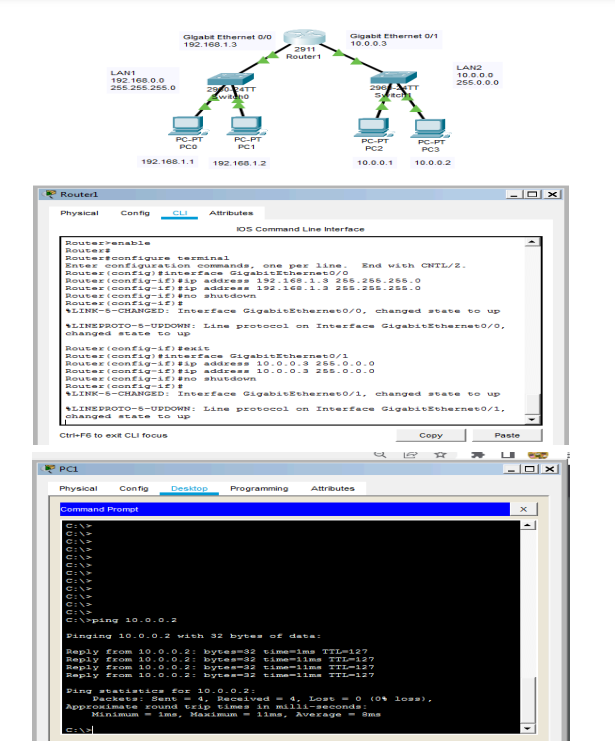 Gigabit Ethernet 0/0
192.168.1.3
Gigabit Ethernet 0/1
10.0.0.3
2911
Router1
LAN1
192.168.0.0
255.255.255.0
LAN2
10.0.0.0
255.0.0.0
2960-24TT
Switch0
2960-24TT
Switch1
PC-PT
PC0
PC-PT
PC1
PC-PT
PC2
PC-PT
PC3
192.168.1.1
192.168.1.2
10.0.0.1
10.0.0.2
Router1
Physical Config CLI Attributes
IOS Command Line Interface
Router>enable
Router#
Router#configure terminal
Enter configuration commands, one per line. End with CNTL/Z.
Router(config)#interface GigabitEthernet0/0
Router(config-if)#ip address 192.168.1.3 255.255.255.0
Router(config-if)#ip address 192.168.1.3 255.255.255.0
Router(config-if)#no shutdown
Router(config-if)#
%LINK-5-CHANGED: Interface GigabitEthernet0/0, changed state to up
%LINEPROTO-5-UPDOWN: Line protocol on Interface GigabitEthernet0/0,
changed state to up
Router(config-if)#exit
Router(config)#interface GigabitEthernet0/1
Router(config-if)#ip address 10.0.0.3 255.0.0.0
Router(config-if)#ip address 10.0.0.3 255.0.0.0
Router(config-if)#no shutdown
Router(config-if)#
%LINK-5-CHANGED: Interface GigabitEthernet0/1, changed state to up
%LINEPROTO-5-UPDOWN: Line protocol on Interface GigabitEthernet0/1,
changed state to up
Ctrl+F6 to exit CLI focus
Copy
Paste
PC1
Physical Config Desktop Programming Attributes
Command Prompt X
C:\>
C:\>
C:\>
C:\>
C:\>
C:\>
C:\>
C:\>
C:\>
C:\>
C:\>
C:\>
C:\>ping 10.0.0.2
Pinging 10.0.0.2 with 32 bytes of data:
Reply from 10.0.0.2: bytes=32 time=1ms TTL=127
Reply from 10.0.0.2: bytes=32 time=11ms TTL=127
Reply from 10.0.0.2: bytes=32 time=11ms TTL=127
Reply from 10.0.0.2: bytes=32 time=11ms TTL=127
Ping statistics for 10.0.0.2:
Packets: Sent = 4, Received = 4, Lost = 0 (0% loss),
Approximate round trip times in milli-seconds:
Minimum = 1ms, Maximum = 11ms, Average = 8ms
C:\>